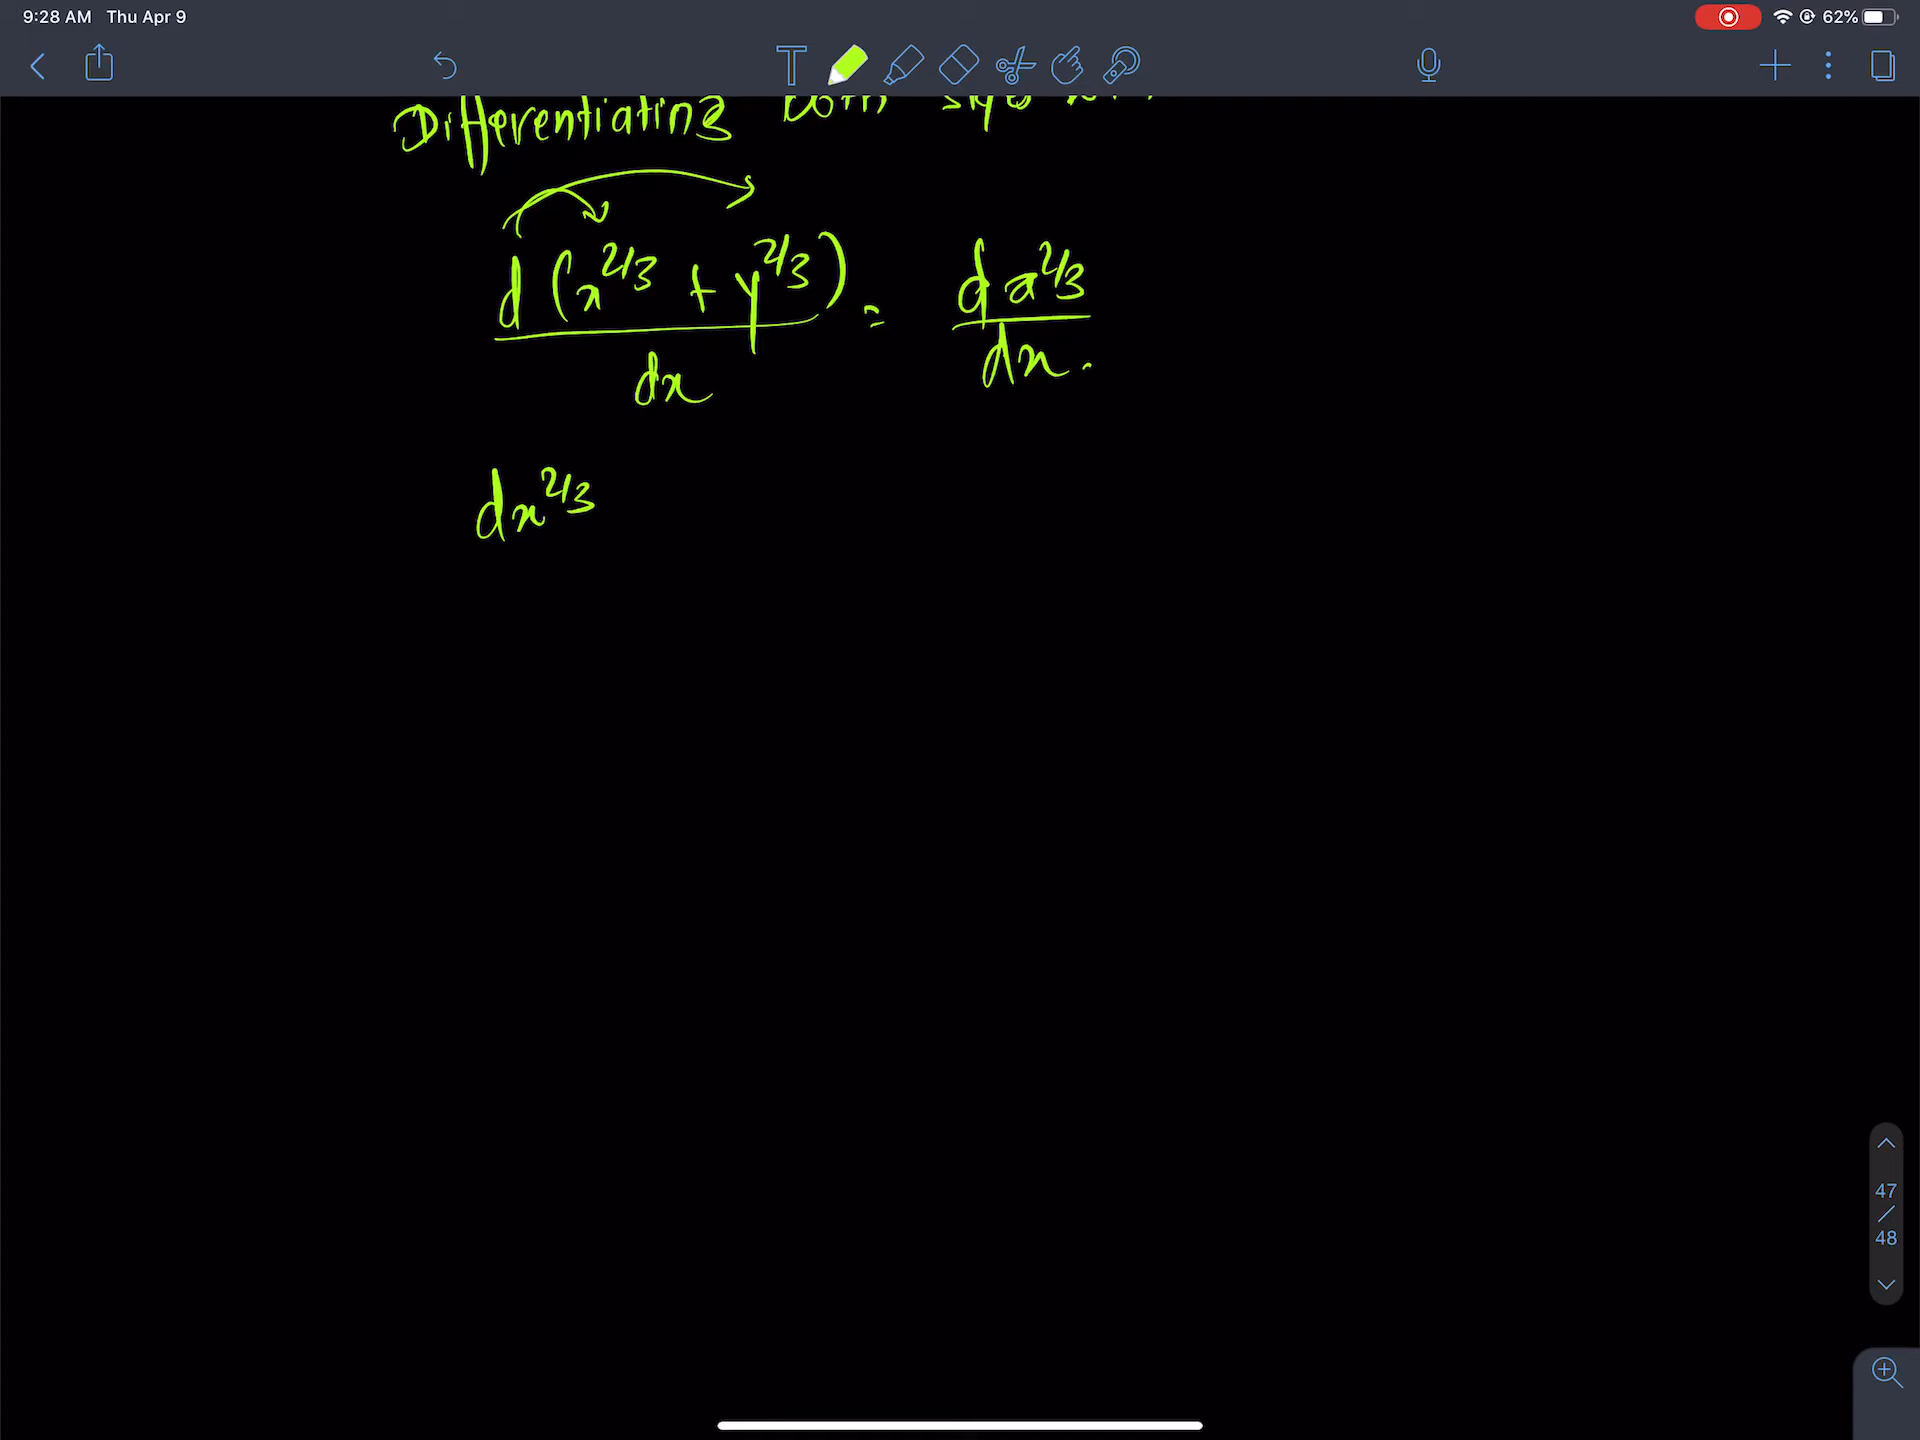 9:28 AM Thu Apr 9
62%
Differentiating both
d (x^{2/3} + y^{2/3}) / dx = d a^{2/3} / dx.
dx^{2/3}
47 / 48